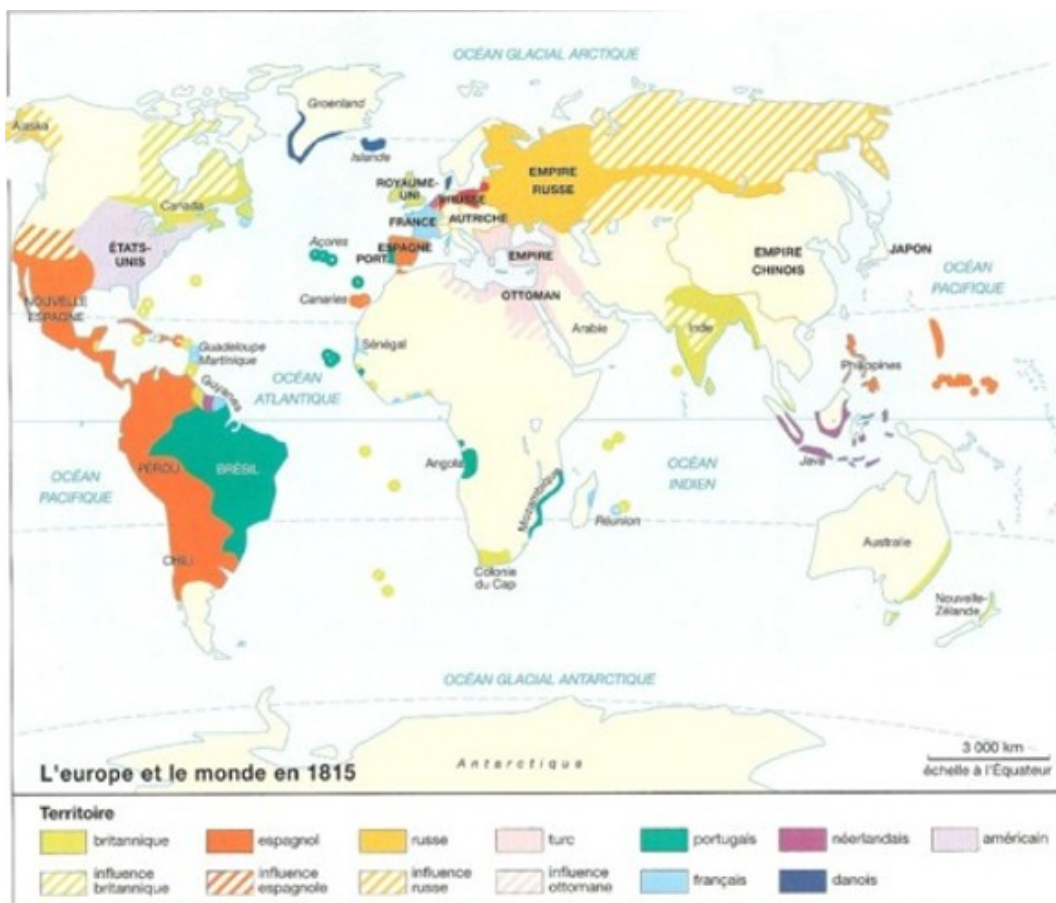 OCÉAN GLACIAL ARCTIQUE
Groenland
Alaska
Islande
ROYAUME-
UNI
PRUSSE
EMPIRE
RUSSE
Canada
FRANCE
AUTRICHE
ÉTATS-
UNIS
Açores
ESPAGNE
PORT.
EMPIRE
OTTOMAN
EMPIRE
CHINOIS
JAPON
OCÉAN
PACIFIQUE
NOUVELLE
ESPAGNE
Canaries
Arabie
Inde
Guadeloupe
Martinique
Sénégal
Philippines
Guyanes
OCÉAN
ATLANTIQUE
PÉROU
BRÉSIL
Angola
Java
OCÉAN
PACIFIQUE
OCÉAN
INDIEN
Mozambique
Réunion
Australie
CHILI
Colonie
du Cap
Nouvelle-
Zélande
OCÉAN GLACIAL ANTARCTIQUE
Anterctique
L'europe et le monde en 1815
3 000 km
échelle à l'Équateur
Territoire
britannique
espagnol
russe
turc
portugais
néerlandais
américain
influence
britannique
influence
espagnole
influence
russe
influence
ottomane
français
danois